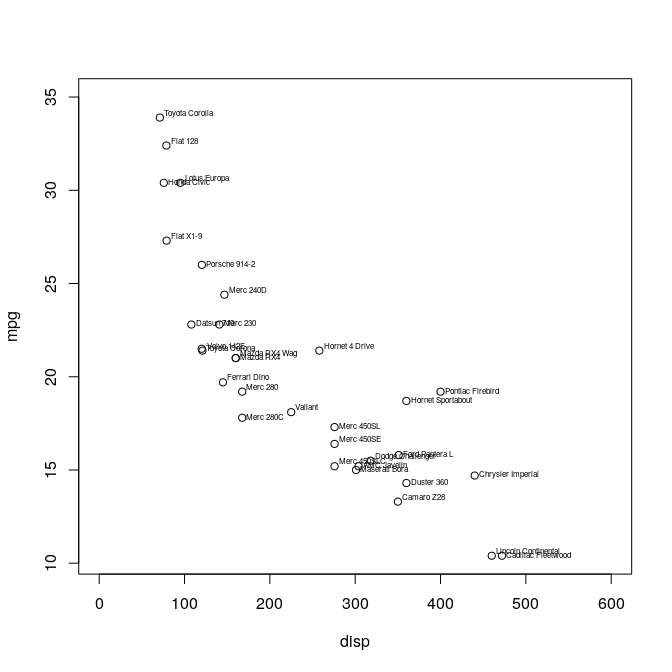 35
30
25
20
15
10
mpg
Toyota Corolla
Fiat 128
Lotus Europa
Honda Civic
Fiat X1-9
Porsche 914-2
Merc 240D
Datsun 710
Merc 230
Volvo 142E
Toyota Corona
Hornet 4 Drive
Mazda RX4 Wag
Mazda RX4
Ferrari Dino
Merc 280
Pontiac Firebird
Hornet Sportabout
Valiant
Merc 280C
Merc 450SL
Merc 450SE
Ford Pantera L
Dodge Challenger
Merc 450SLC
AMC Javelin
Maserati Bora
Chrysler Imperial
Duster 360
Camaro Z28
Lincoln Continental
Cadillac Fleetwood
0 100 200 300 400 500 600
disp